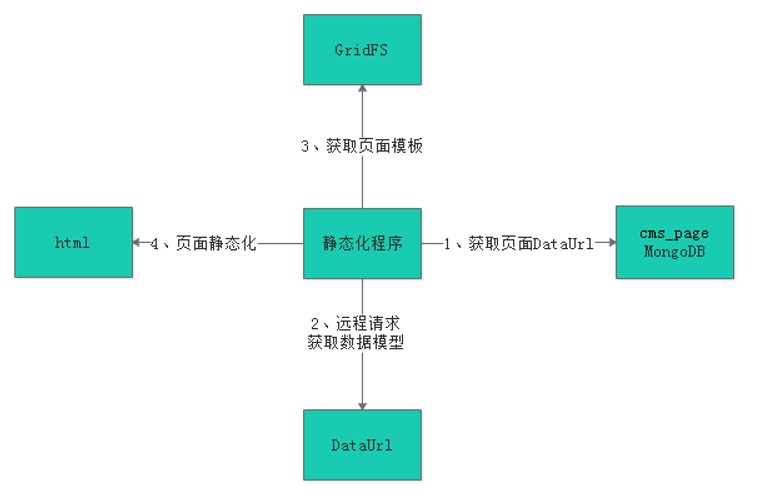 GridFS
3、获取页面模板
html
4、页面静态化
静态化程序
1、获取页面DataUrl
cms_page
MongoDB
2、远程请求
获取数据模型
DataUrl